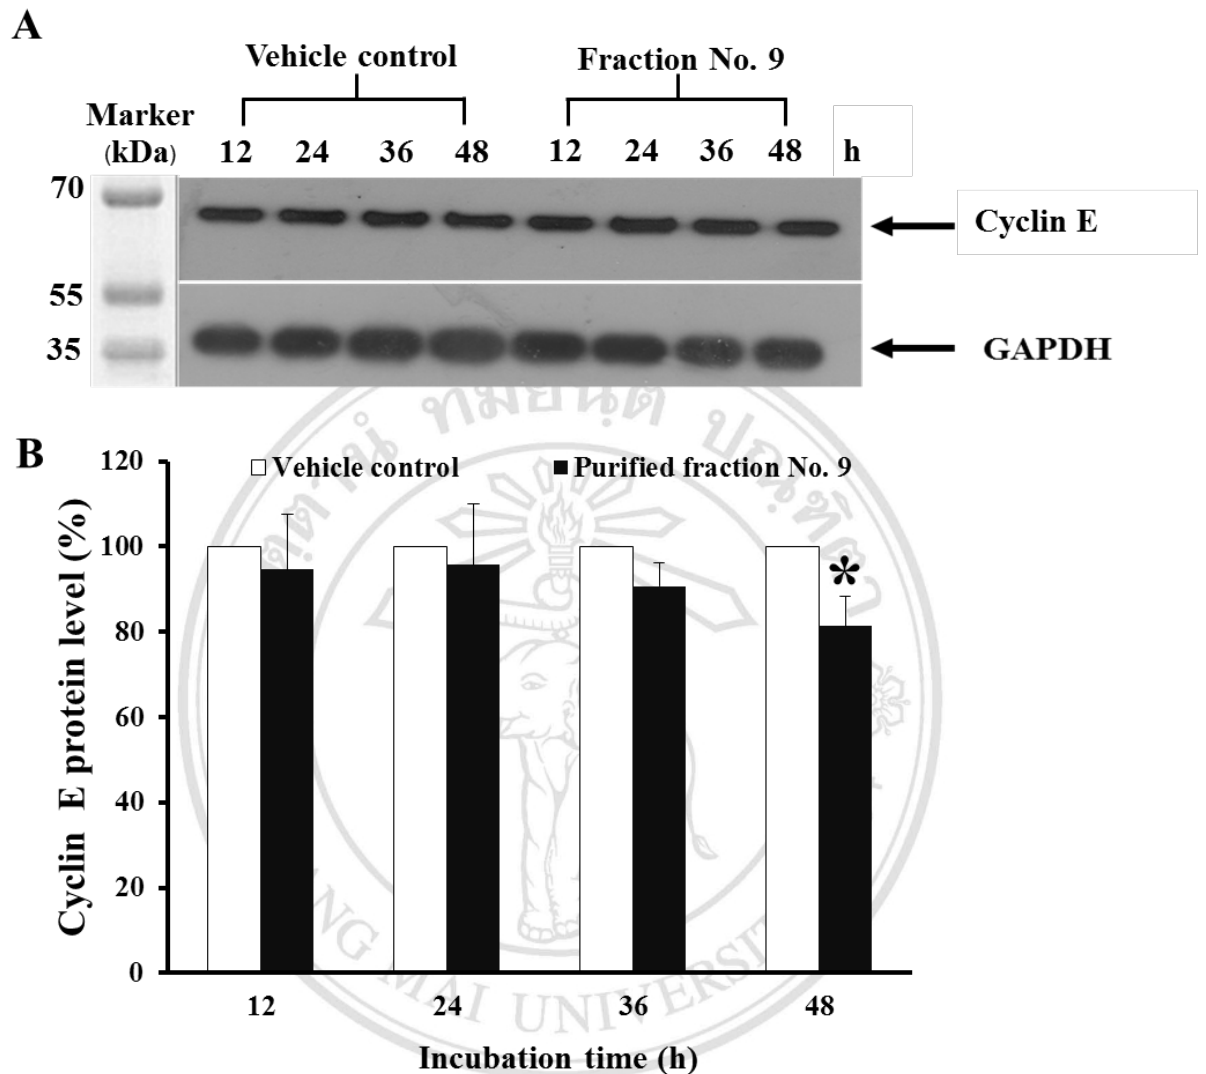 A
Vehicle control Fraction No. 9
Marker
(kDa) 12 24 36 48 12 24 36 48 h
70
Cyclin E
55
35 GAPDH
B
Vehicle control Purified fraction No. 9
Cyclin E protein level (%)
120
100
80
*
60
40
20
0
12 24 36 48
Incubation time (h)
MAI UNIVERSI